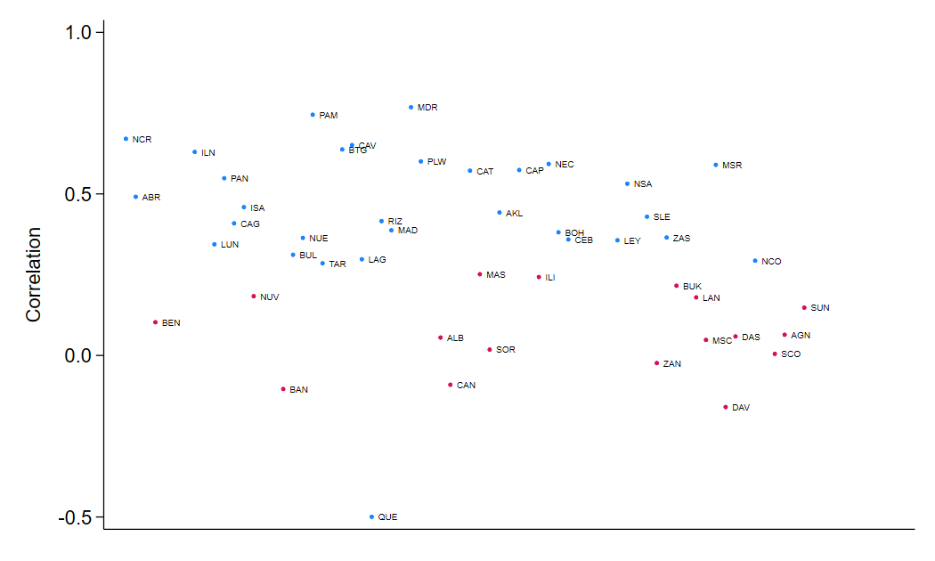 1.0
MDR
PAM
NCR
CAV
BTG
ILN
PLW
NEC
MSR
CAT
CAP
PAN
NSA
0.5
ABR
ISA
AKL
SLE
RIZ
CAG
MAD
BOH
NUE
ZAS
CEB
LEY
LUN
BUL
LAG
NCO
TAR
Correlation
MAS
ILI
BUK
NUV
LAN
SUN
BEN
AGN
DAS
ALB
MSC
SOR
SCO
0.0
ZAN
CAN
BAN
DAV
-0.5
QUE